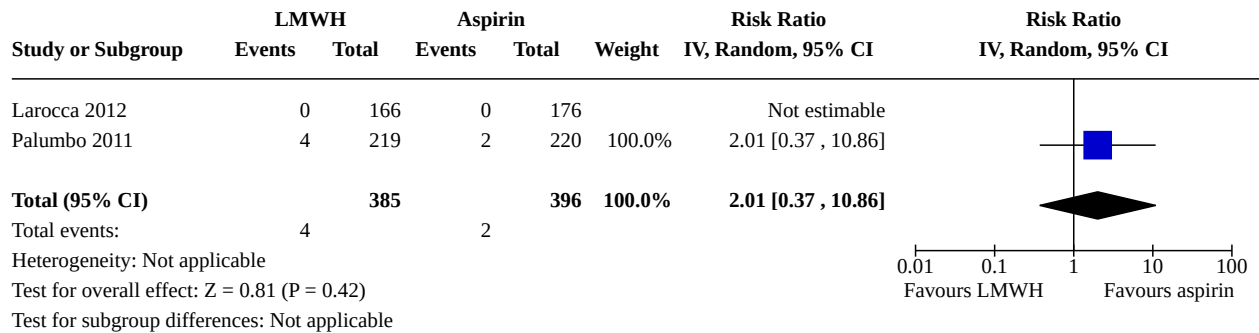 LMWH Aspirin Risk Ratio Risk Ratio
Study or Subgroup Events Total Events Total Weight IV, Random, 95% CI IV, Random, 95% CI
Larocca 2012 0 166 0 176 Not estimable
Palumbo 2011 4 219 2 220 100.0% 2.01 [0.37 , 10.86]
Total (95% CI) 385 396 100.0% 2.01 [0.37 , 10.86]
Total events: 4 2
Heterogeneity: Not applicable
0.01 0.1 1 10 100
Test for overall effect: Z = 0.81 (P = 0.42)
Favours LMWH Favours aspirin
Test for subgroup differences: Not applicable